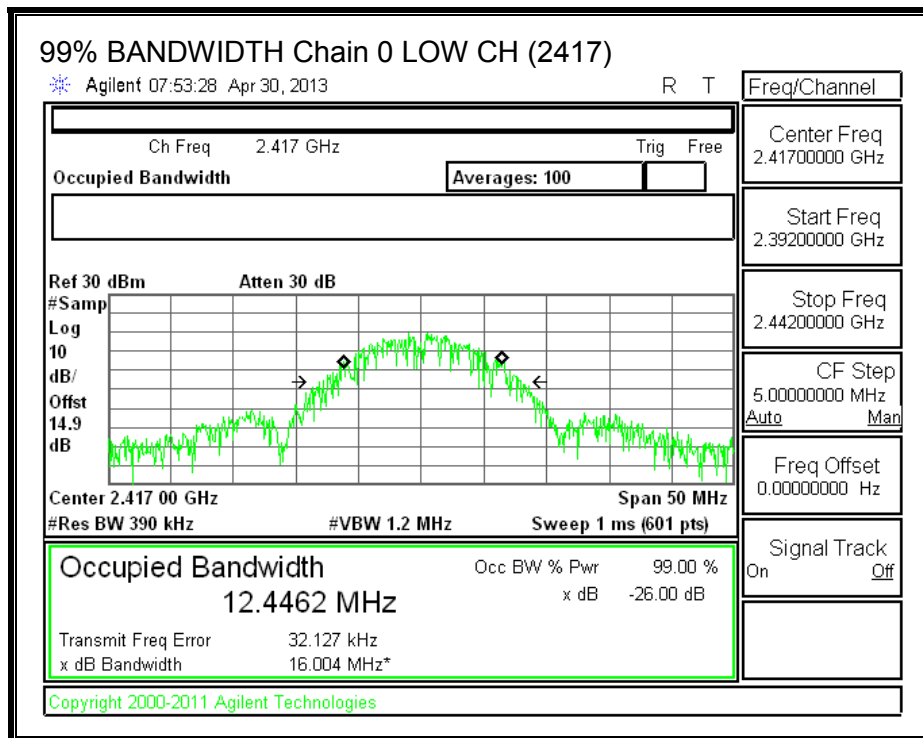 99% BANDWIDTH Chain 0 LOW CH (2417)
Agilent 07:53:28 Apr 30, 2013 R T
Freq/Channel
Ch Freq 2.417 GHz Trig Free
Occupied Bandwidth Averages: 100
Center Freq
2.41700000 GHz
Start Freq
2.39200000 GHz
Stop Freq
2.44200000 GHz
CF Step
5.00000000 MHz
Auto Man
Freq Offset
0.00000000 Hz
Signal Track
On Off
Ref 30 dBm Atten 30 dB
#Samp
Log
10
dB/
Offst
14.9
dB
Center 2.417 00 GHz Span 50 MHz
#Res BW 390 kHz #VBW 1.2 MHz Sweep 1 ms (601 pts)
Occupied Bandwidth
12.4462 MHz
Occ BW % Pwr 99.00 %
x dB -26.00 dB
Transmit Freq Error 32.127 kHz
x dB Bandwidth 16.004 MHz*
Copyright 2000-2011 Agilent Technologies